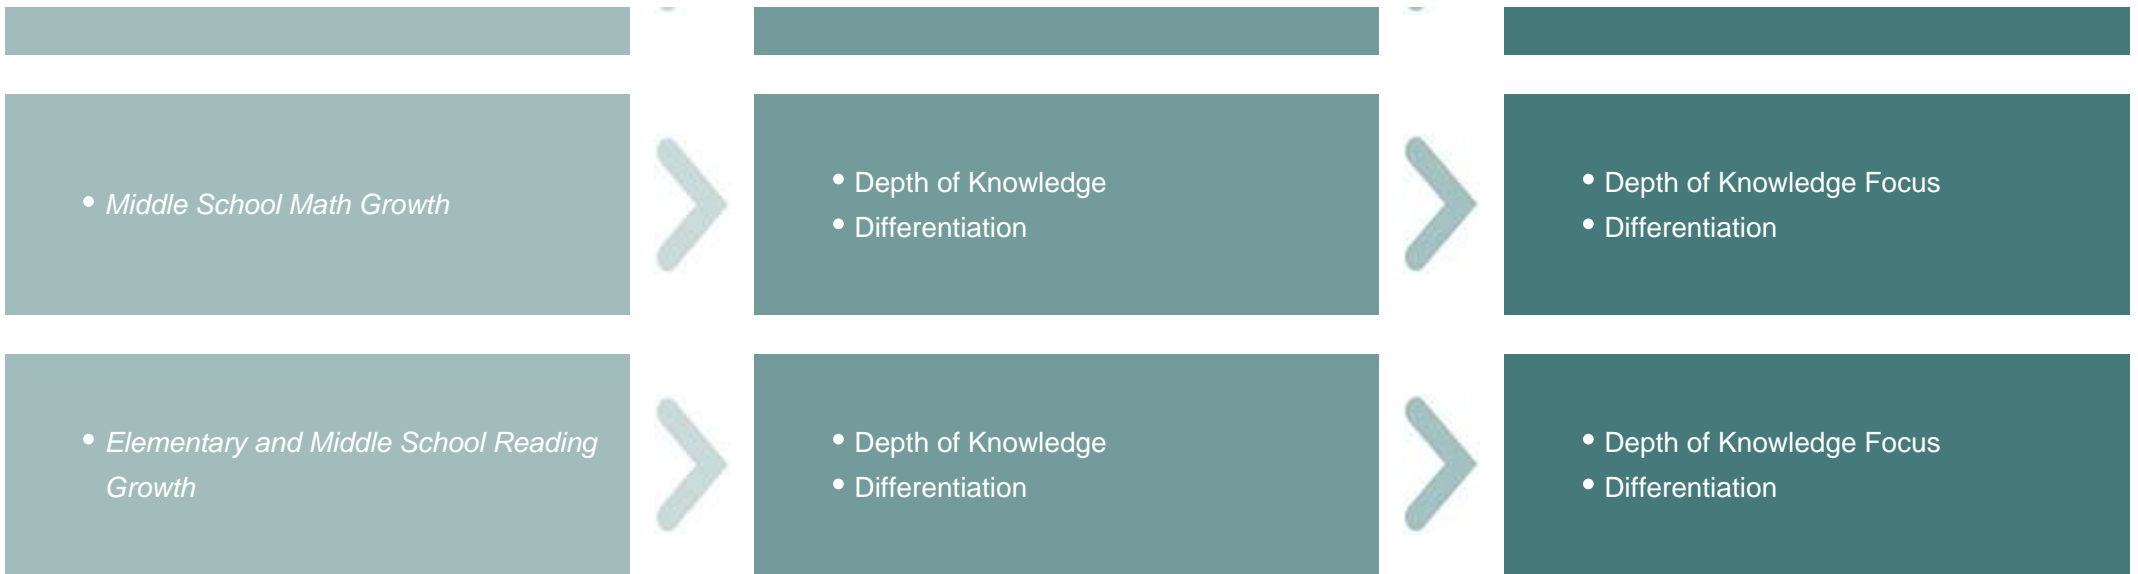 • Middle School Math Growth
• Depth of Knowledge
• Differentiation
• Depth of Knowledge Focus
• Differentiation
• Elementary and Middle School Reading
Growth
• Depth of Knowledge
• Differentiation
• Depth of Knowledge Focus
• Differentiation